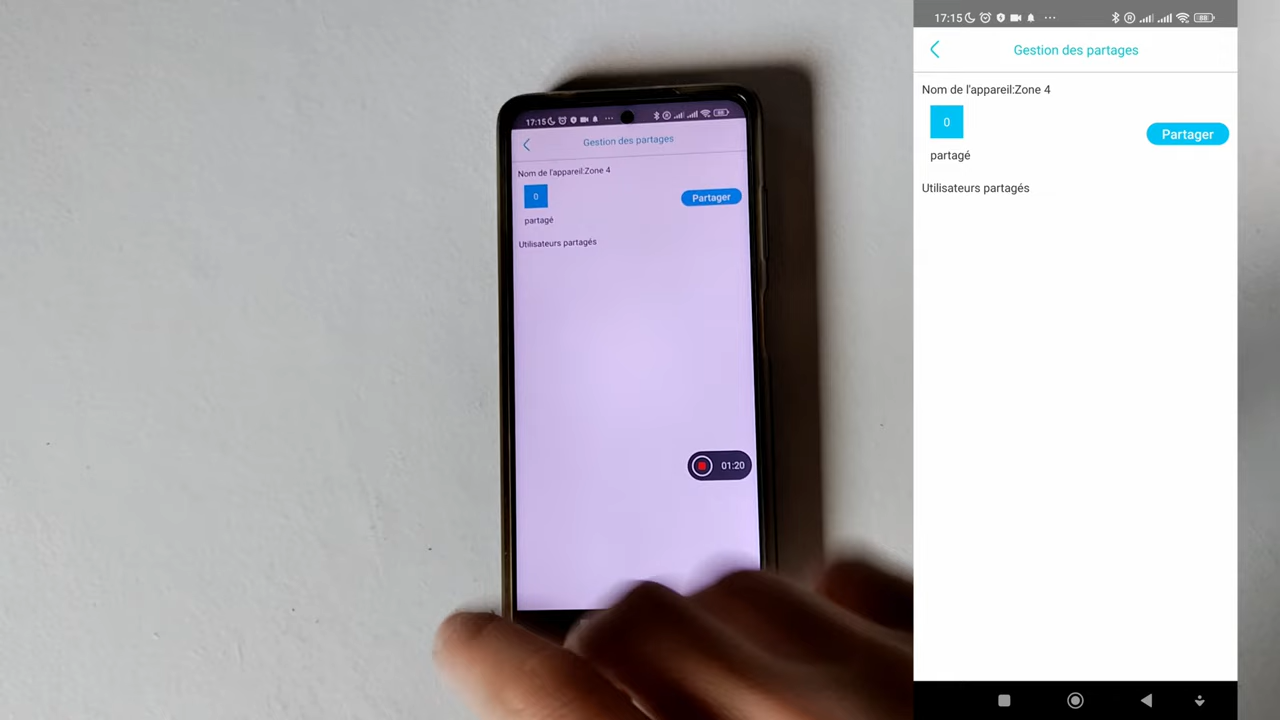 17:15
Gestion des partages
Nom de l'appareil:Zone 4
0
Partager
partagé
Utilisateurs partagés
01:20
17:15
88
Gestion des partages
Nom de l'appareil:Zone 4
0
Partager
partagé
Utilisateurs partagés